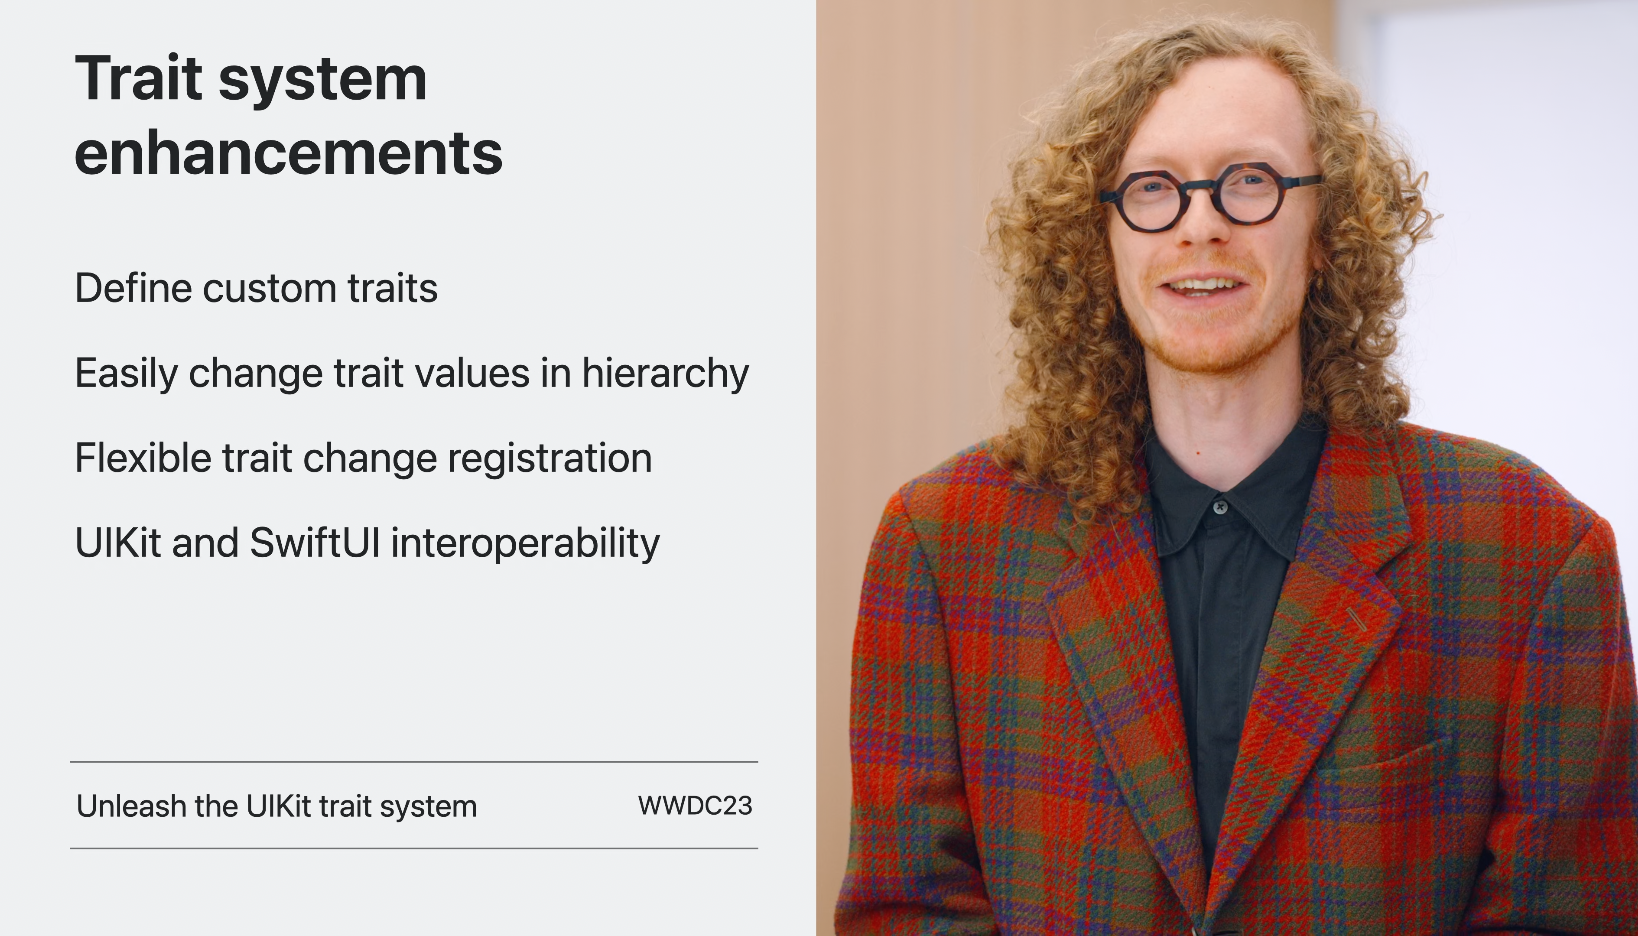 Trait system
enhancements
Define custom traits
Easily change trait values in hierarchy
Flexible trait change registration
UIKit and SwiftUI interoperability
Unleash the UIKit trait system
WWDC23